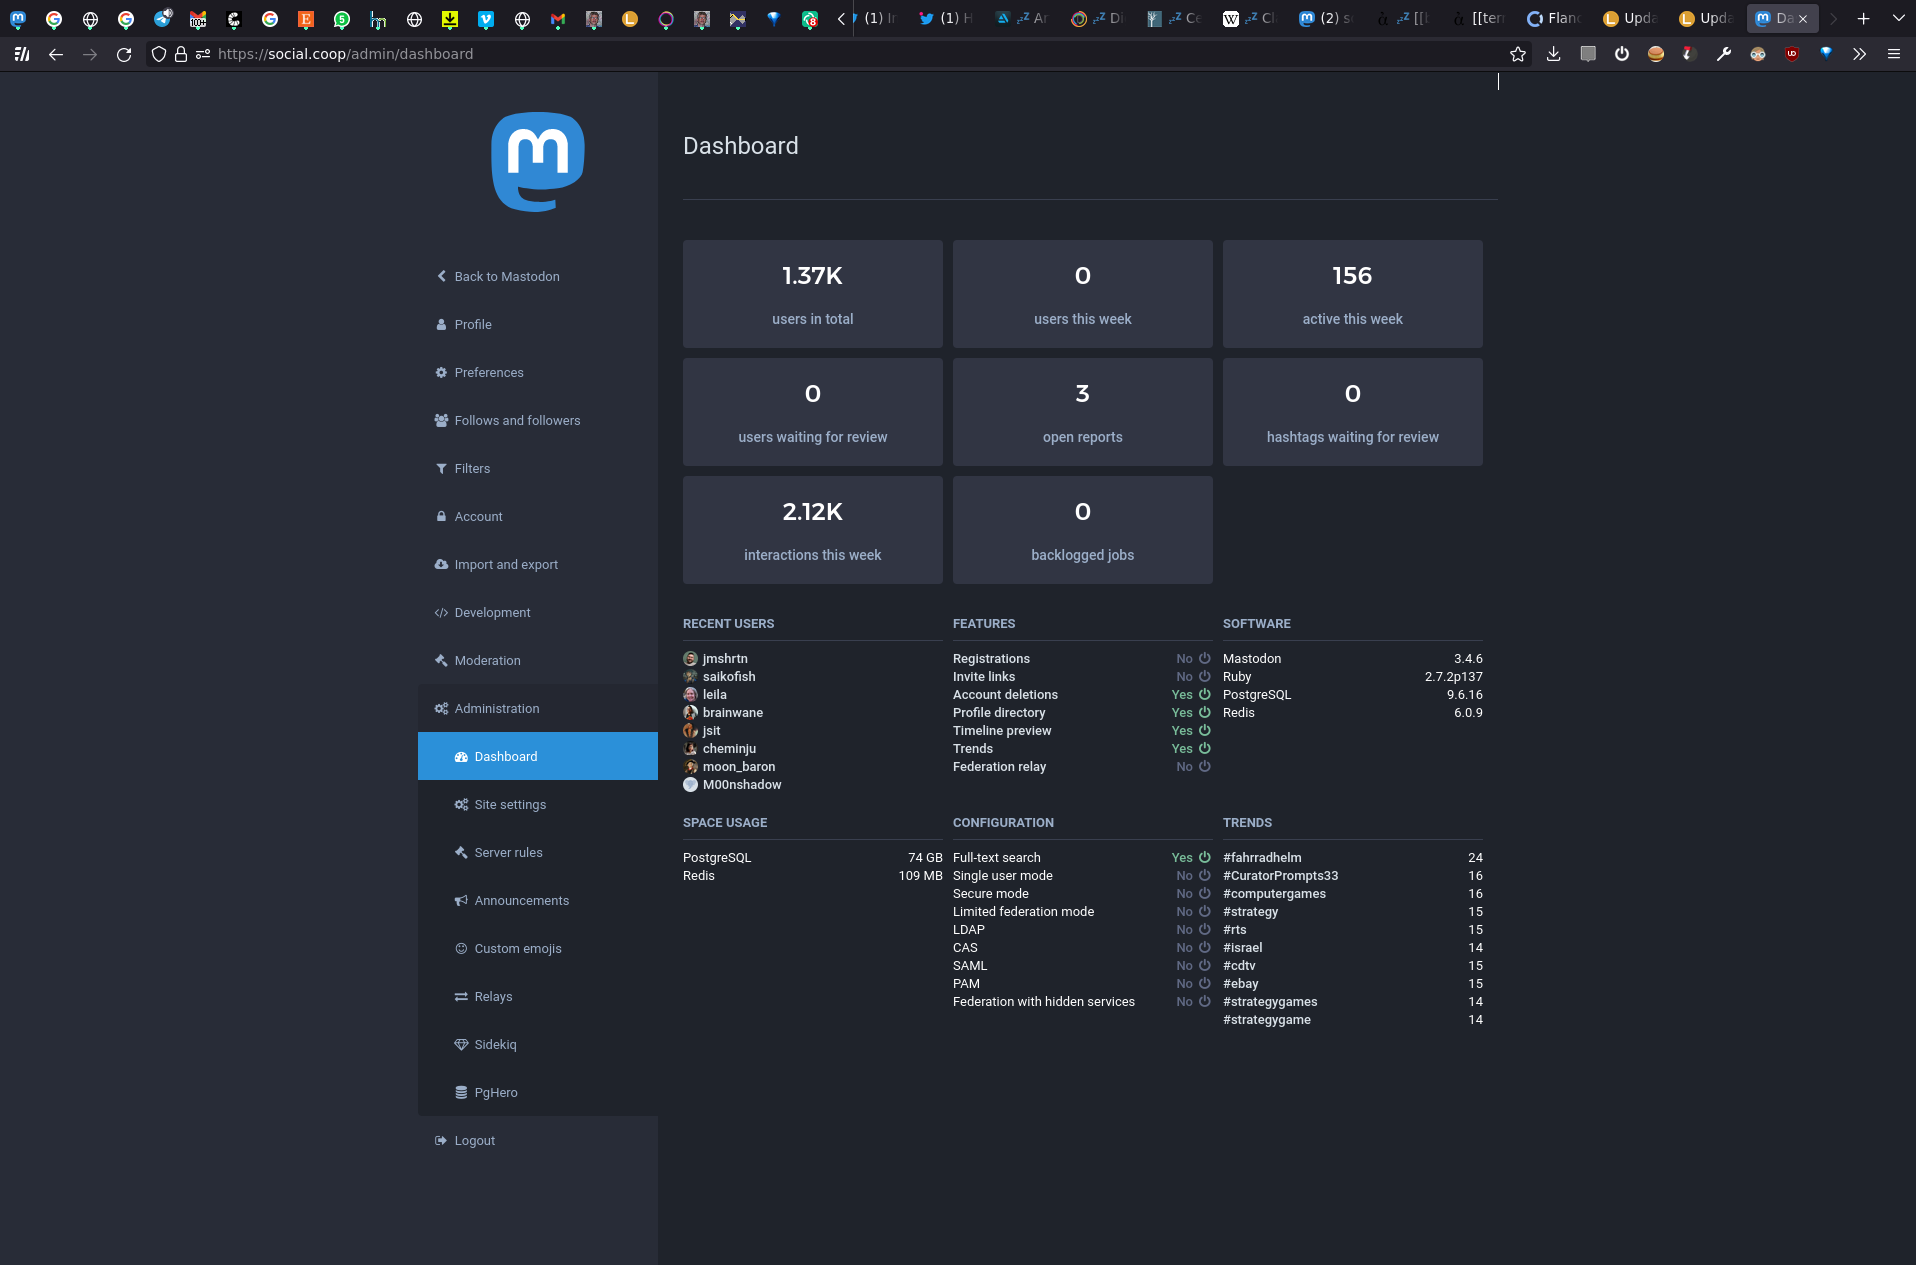 (1) I
(1) H
Ar
Di
Ce
Cl
(2) s
[[
[[ter
Flan
Upda
Upda
Da
https://social.coop/admin/dashboard
Back to Mastodon
Profile
Preferences
Follows and followers
Filters
Account
Import and export
Development
Moderation
Administration
Dashboard
Site settings
Server rules
Announcements
Custom emojis
Relays
Sidekiq
PgHero
Logout
Dashboard
1.37K
users in total
0
users this week
156
active this week
0
users waiting for review
3
open reports
0
hashtags waiting for review
2.12K
interactions this week
0
backlogged jobs
RECENT USERS
jmshrtn
saikofish
leila
brainwane
jsit
cheminju
moon_baron
M00nshadow
FEATURES
Registrations No
Invite links No
Account deletions Yes
Profile directory Yes
Timeline preview Yes
Trends Yes
Federation relay No
SOFTWARE
Mastodon 3.4.6
Ruby 2.7.2p137
PostgreSQL 9.6.16
Redis 6.0.9
SPACE USAGE
PostgreSQL 74 GB
Redis 109 MB
CONFIGURATION
Full-text search Yes
Single user mode No
Secure mode No
Limited federation mode No
LDAP No
CAS No
SAML No
PAM No
Federation with hidden services No
TRENDS
#fahrradhelm 24
#CuratorPrompts33 16
#computergames 16
#strategy 15
#rts 15
#israel 14
#cdtv 15
#ebay 15
#strategygames 14
#strategygame 14